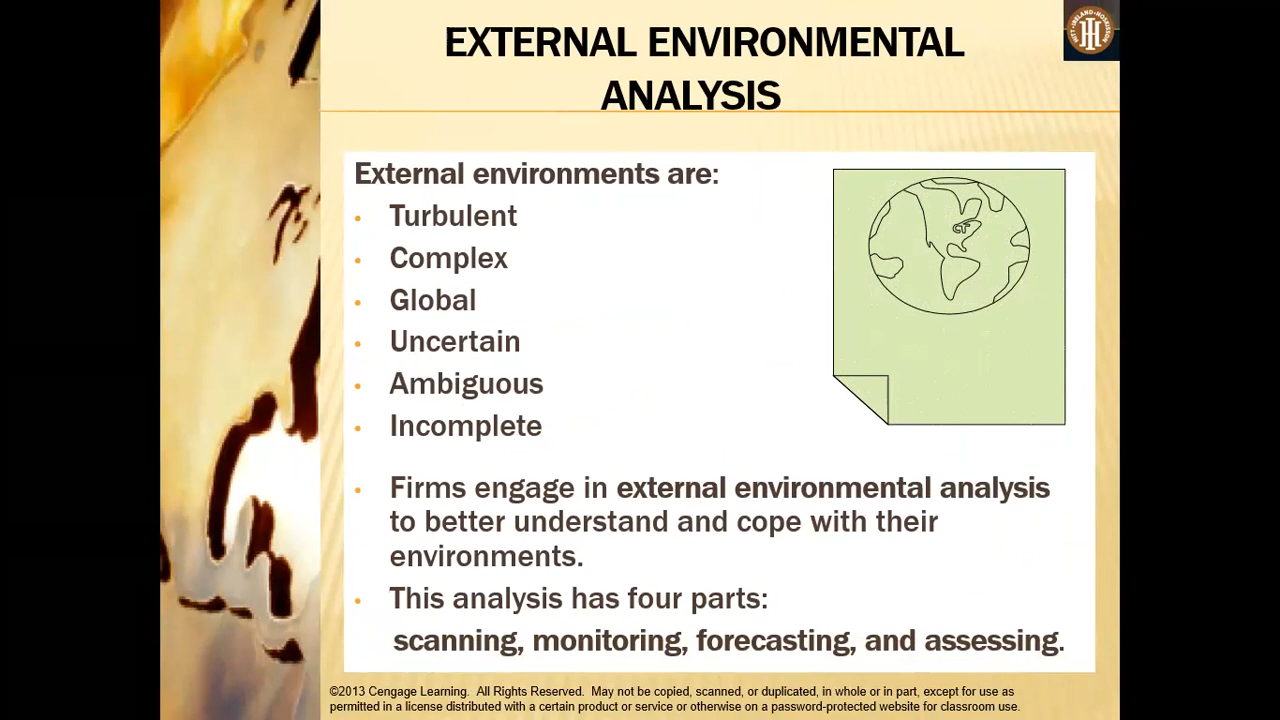 EXTERNAL ENVIRONMENTAL
ANALYSIS
HITT·IRELAND·HOSKISSON
External environments are:
• Turbulent
• Complex
• Global
• Uncertain
• Ambiguous
• Incomplete
• Firms engage in external environmental analysis
to better understand and cope with their
environments.
• This analysis has four parts:
scanning, monitoring, forecasting, and assessing.
©2013 Cengage Learning. All Rights Reserved. May not be copied, scanned, or duplicated, in whole or in part, except for use as
permitted in a license distributed with a certain product or service or otherwise on a password-protected website for classroom use.